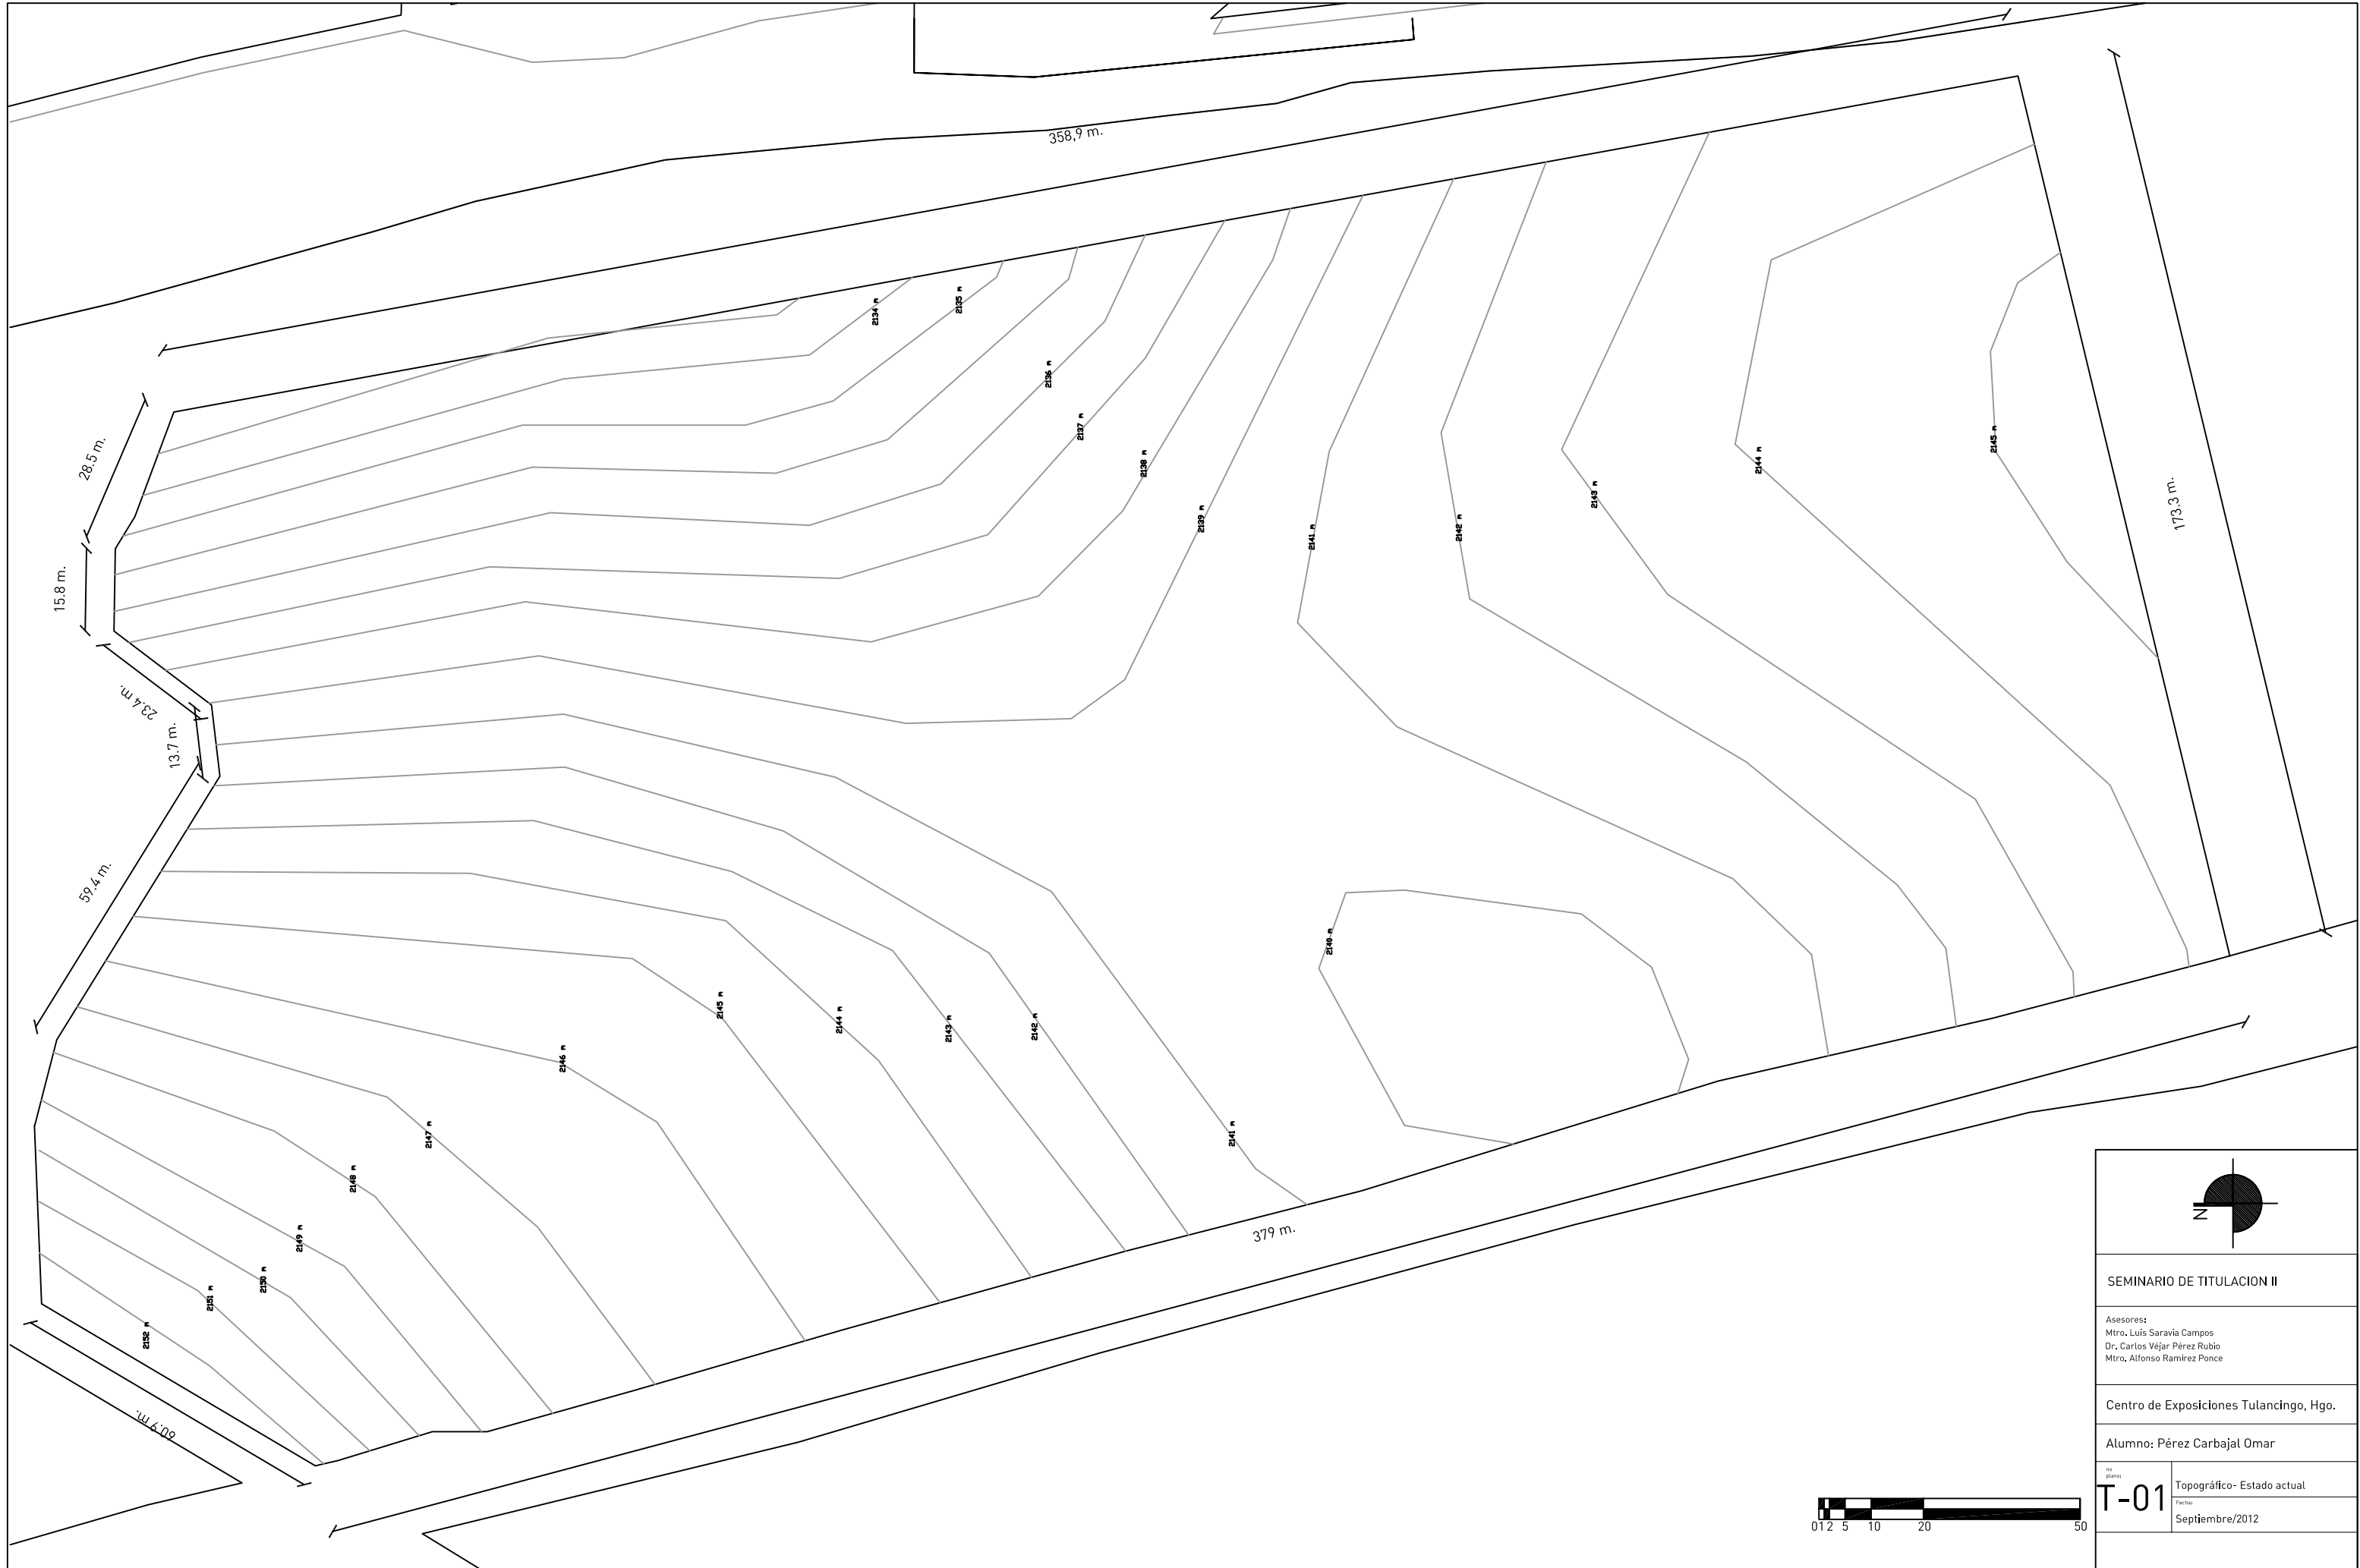 358,9 m.
2134 m
2135 m
2136 m
2137 m
2138 m
2139 m
2141 m
2142 m
2143 m
2144 m
2145 m
28.5 m.
15.8 m.
23.4 m.
13.7 m.
59.4 m.
173.3 m.
2140 m
2145 m
2144 m
2143 m
2142 m
2146 m
2147 m
2141 m
2148 m
2149 m
2150 m
2151 m
2152 m
379 m.
60.9 m.
N
SEMINARIO DE TITULACION II
Asesores:
Mtro. Luis Saravia Campos
Dr. Carlos Véjar Pérez Rubio
Mtro. Alfonso Ramírez Ponce
Centro de Exposiciones Tulancingo, Hgo.
Alumno: Pérez Carbajal Omar
no
plano:
T-01
Topográfico- Estado actual
Fecha:
Septiembre/2012
0 1 2 5 10 20 50